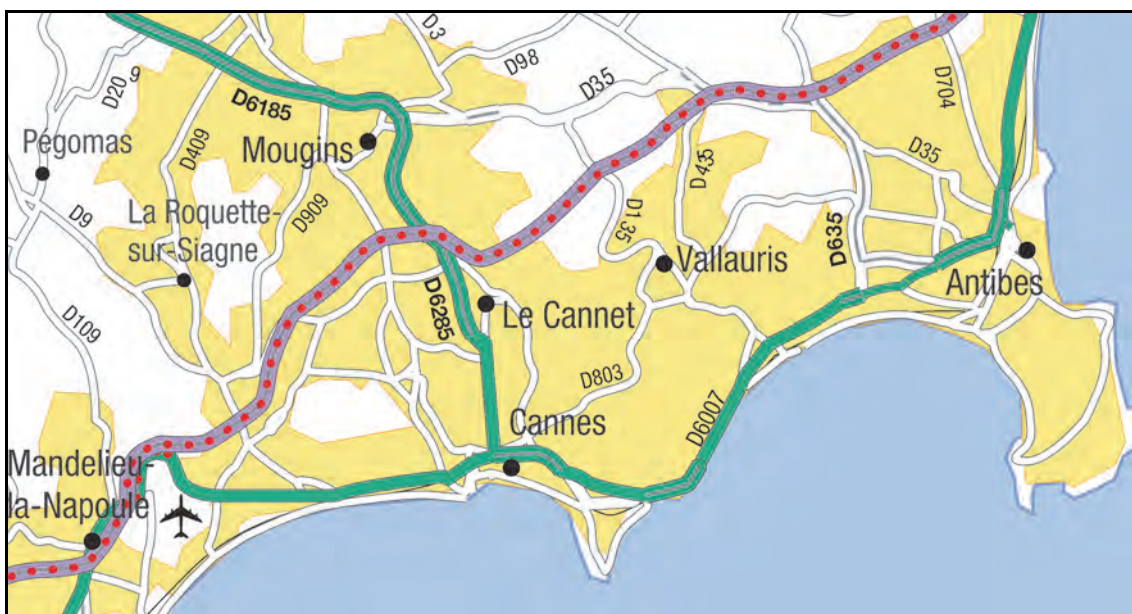 D3
D98
D20
9
D35
D704
D6185
Pégomas
D409
Mougins
D435
D35
D9
La Roquette-
sur-Siagne
D909
D135
D635
Vallauris
Antibes
D109
D6285
Le Cannet
D803
Cannes
D6007
Mandelieu-
la-Napoule